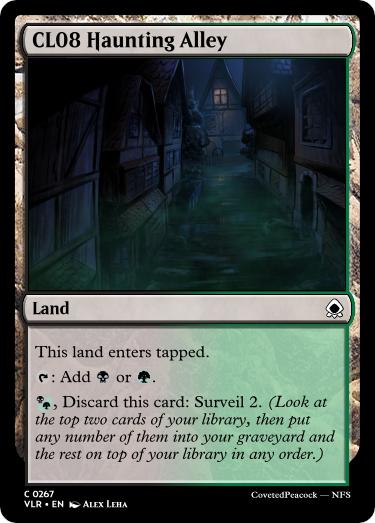 CL08 Haunting Alley
Land
This land enters tapped.
: Add or .
, Discard this card: Surveil 2. (Look at
the top two cards of your library, then put
any number of them into your graveyard and
the rest on top of your library in any order.)
C 0267
VLR • EN Alex Leha
CovetedPeacock — NFS